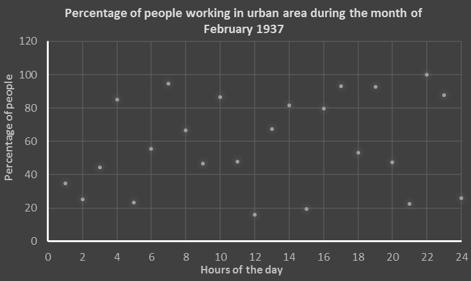 Percentage of people working in urban area during the month of
February 1937
120
100
80
60
40
20
0
Percentage of people
0 2 4 6 8 10 12 14 16 18 20 22 24
Hours of the day